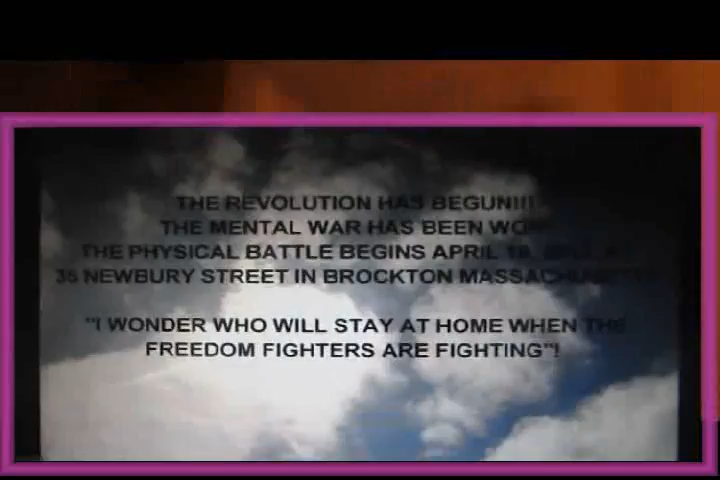 THE REVOLUTION HAS BEGUN!!!
THE MENTAL WAR HAS BEEN
THE PHYSICAL BATTLE BEGINS APRIL
35 NEWBURY STREET IN BROCKTON MASSACHUSETTS
"I WONDER WHO WILL STAY AT HOME WHEN THE
FREEDOM FIGHTERS ARE FIGHTING"!